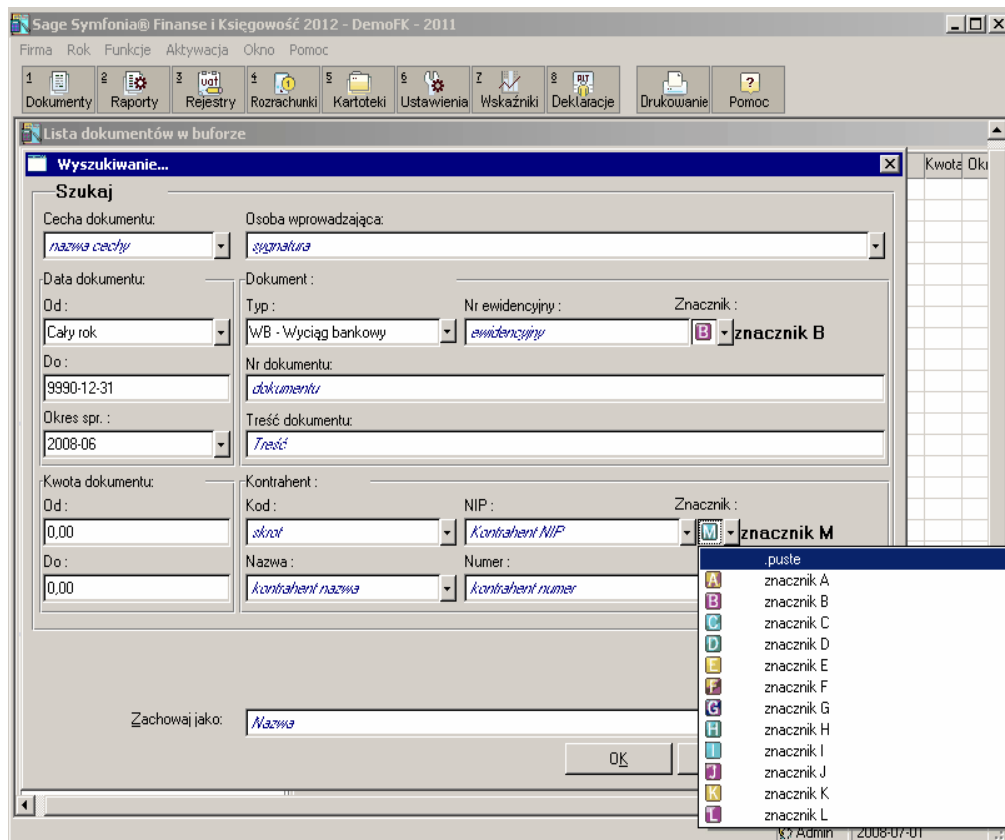 Sage Symfonia® Finanse i Księgowość 2012 - DemoFK - 2011
Firma Rok Funkcje Aktywacja Okno Pomoc
1 2 3 4 5 6 7 8 ?
Dokumenty Raporty Rejestry Rozrachunki Kartoteki Ustawienia Wskaźniki Deklaracje Drukowanie Pomoc
Lista dokumentów w buforze
Wyszukiwanie...
Kwota Okr
Szukaj
Cecha dokumentu: Osoba wprowadzająca:
nazwa cechy sygnatura
Data dokumentu: Dokument :
Od : Typ : Nr ewidencyjny : Znacznik :
Cały rok WB - Wyciąg bankowy ewidencyjny B znacznik B
Do : Nr dokumentu:
9990-12-31 dokumentu
Okres spr. : Treść dokumentu:
2008-06 Treść
Kwota dokumentu: Kontrahent :
Od : Kod : NIP : Znacznik :
0,00 skrót Kontrahent NIP M znacznik M
Do : Nazwa : Numer :
0,00 kontrahent nazwa kontrahent numer
.puste
A znacznik A
B znacznik B
C znacznik C
D znacznik D
E znacznik E
F znacznik F
G znacznik G
H znacznik H
I znacznik I
J znacznik J
K znacznik K
L znacznik L
Zachowaj jako: Nazwa
OK
Admin 2008-07-01